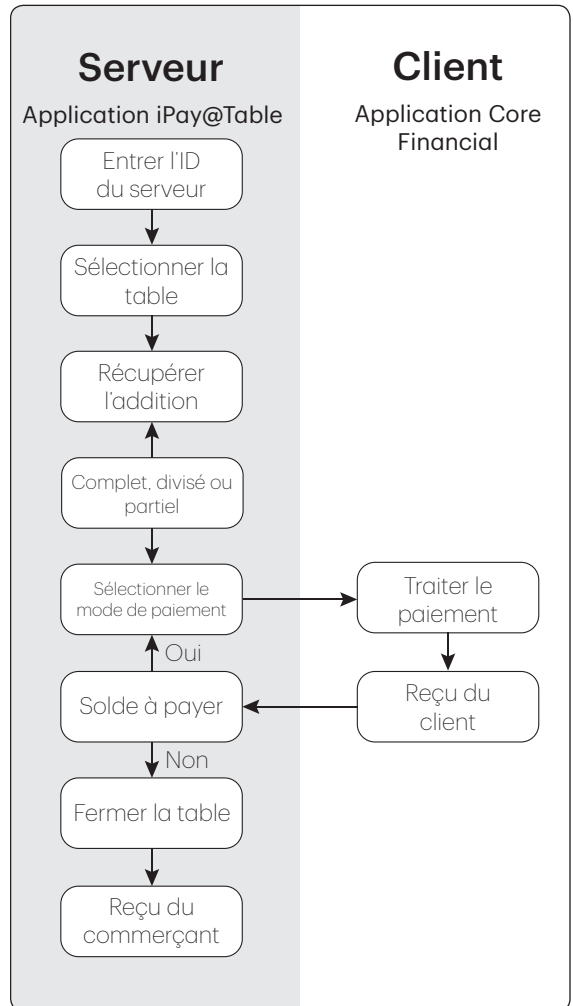 Serveur
Application iPay@Table
Entrer l'ID
du serveur
Sélectionner la
table
Récupérer
l'addition
Complet, divisé ou
partiel
Sélectionner le
mode de paiement
Oui
Solde à payer
Non
Fermer la table
Reçu du
commerçant
Client
Application Core
Financial
Traiter le
paiement
Reçu du
client